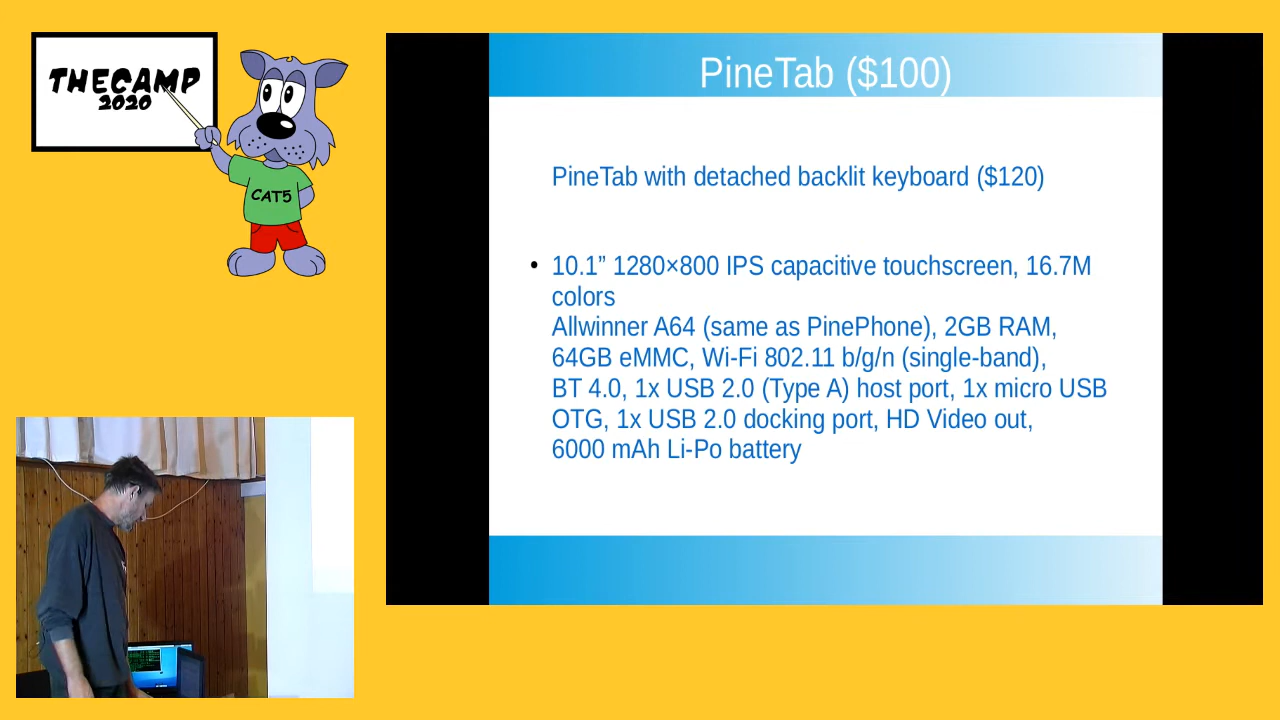 THECAMP
2020
CAT5
PineTab ($100)
PineTab with detached backlit keyboard ($120)
• 10.1” 1280×800 IPS capacitive touchscreen, 16.7M
colors
Allwinner A64 (same as PinePhone), 2GB RAM,
64GB eMMC, Wi-Fi 802.11 b/g/n (single-band),
BT 4.0, 1x USB 2.0 (Type A) host port, 1x micro USB
OTG, 1x USB 2.0 docking port, HD Video out,
6000 mAh Li-Po battery